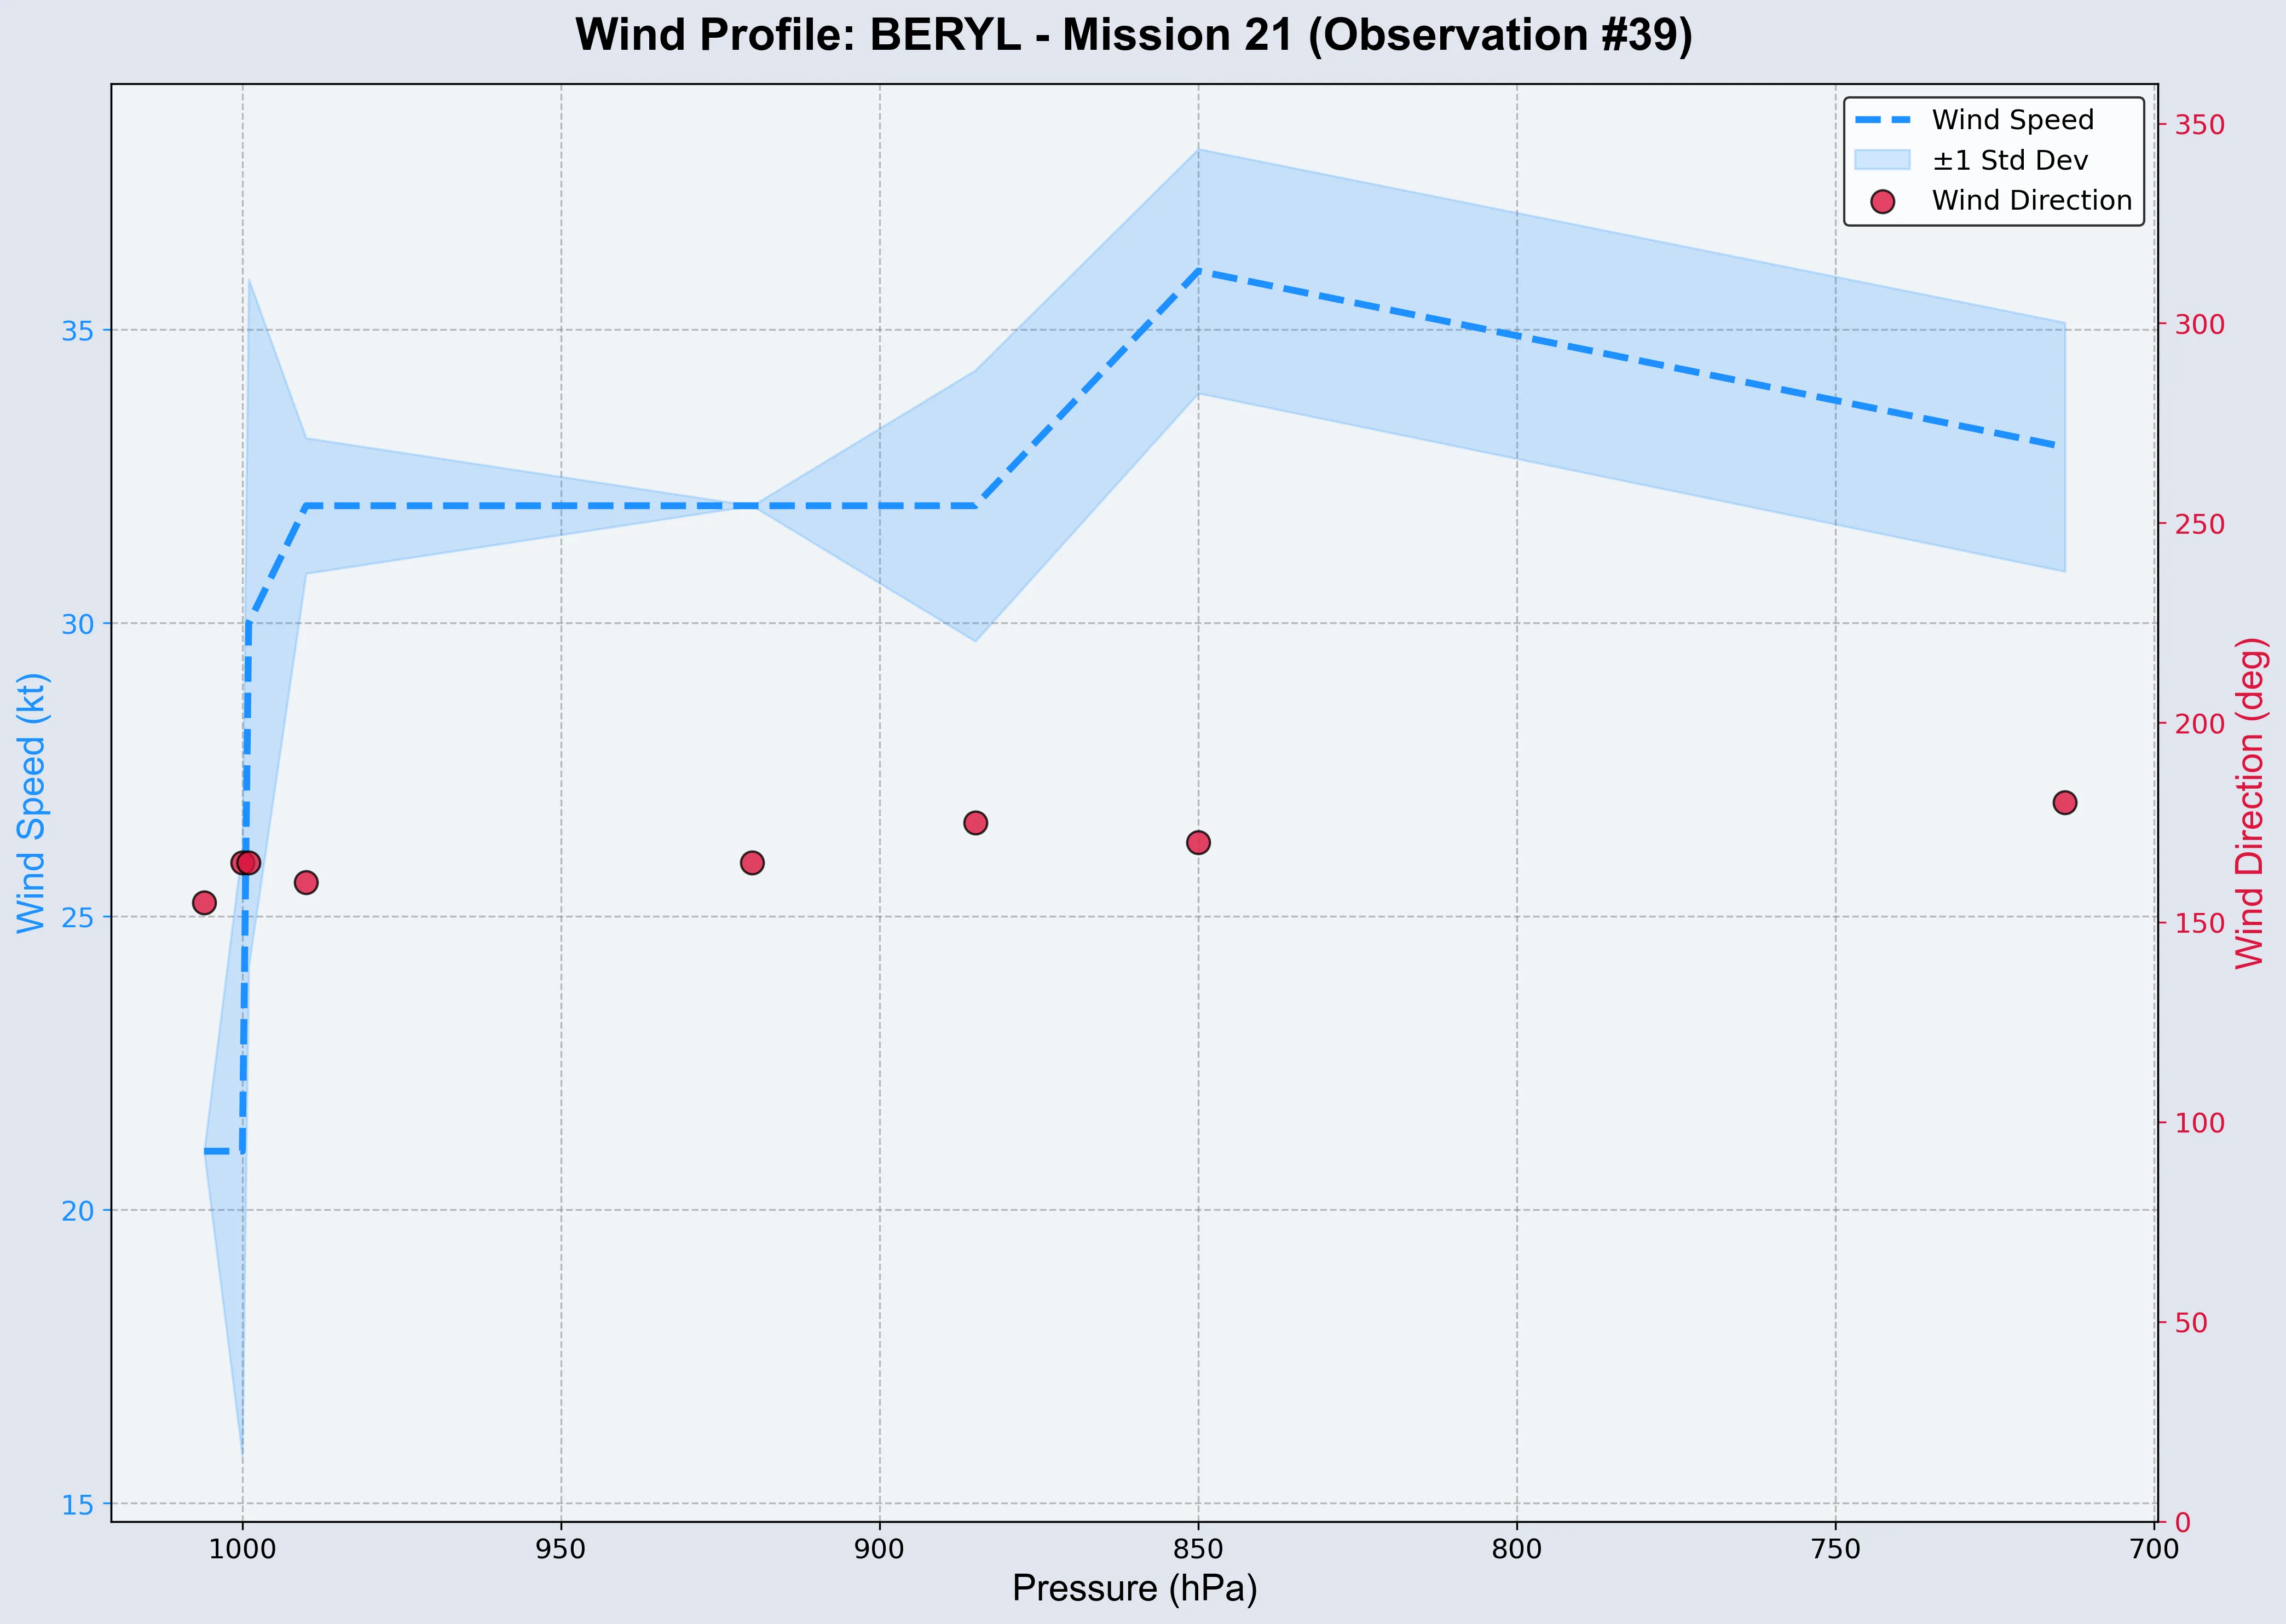 Wind Profile: BERYL - Mission 21 (Observation #39)
Wind Speed
±1 Std Dev
Wind Direction
Wind Speed (kt)
35
30
25
20
15
350
300
250
200
150
100
50
0
Wind Direction (deg)
1000
950
900
850
800
750
700
Pressure (hPa)